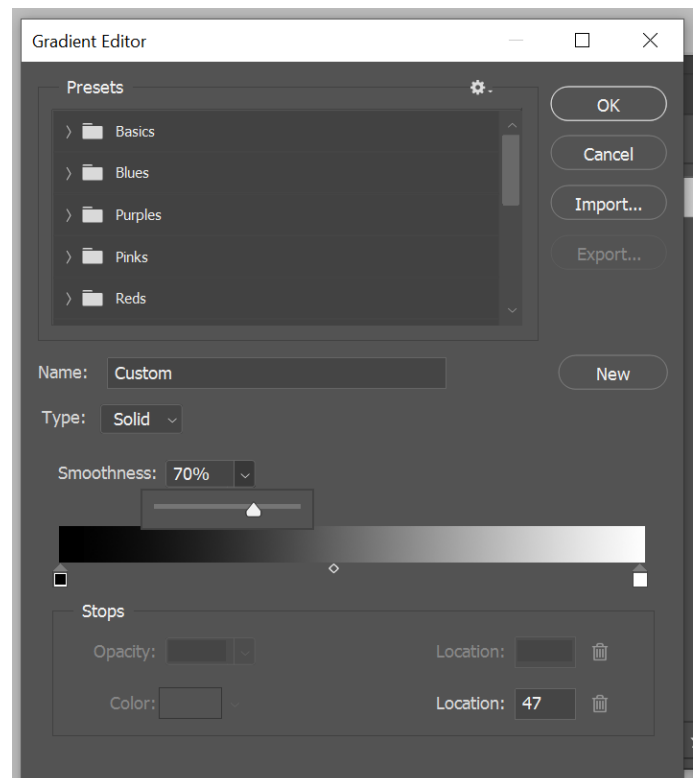 Gradient Editor
Presets
OK
Basics
Cancel
Blues
Import...
Purples
Export...
Pinks
Reds
Name: Custom
New
Type: Solid
Smoothness: 70%
Stops
Opacity:
Location:
Color:
Location: 47